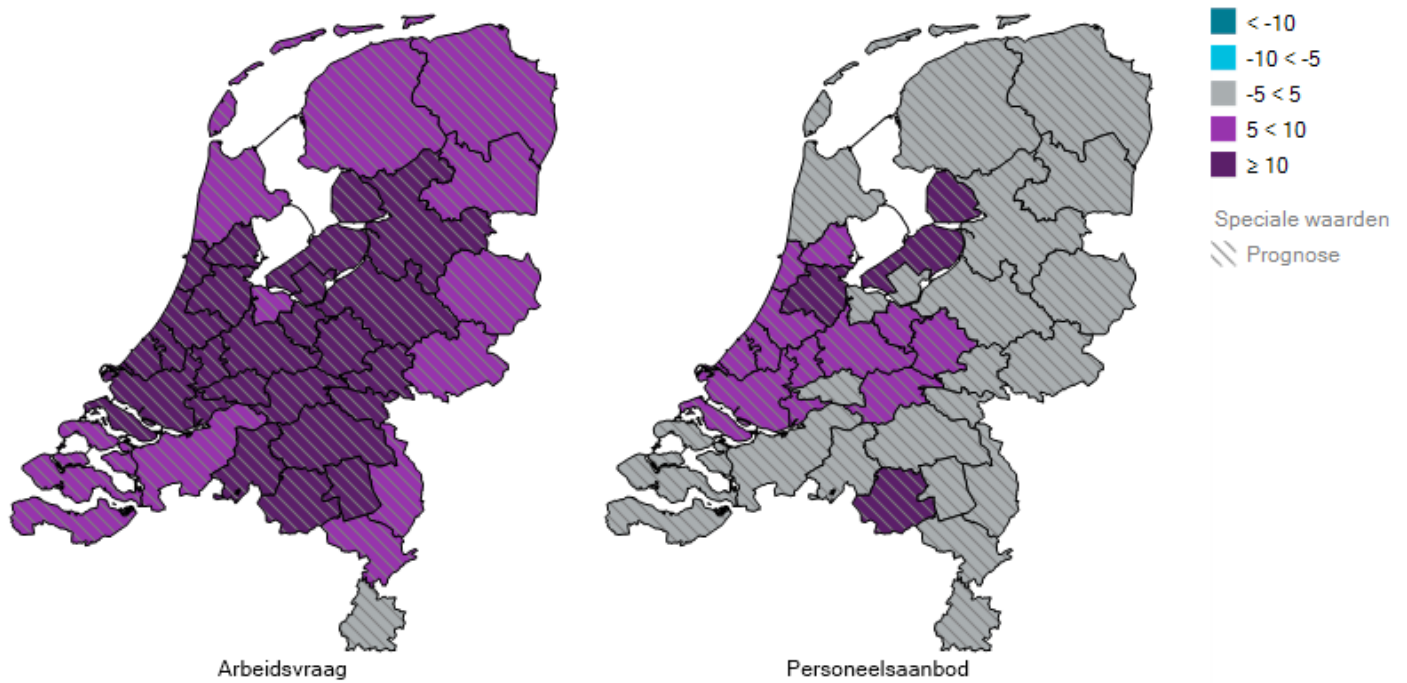 < -10
-10 < -5
-5 < 5
5 < 10
≥ 10
Speciale waarden
Prognose
Arbeidsvraag
Personeelsaanbod